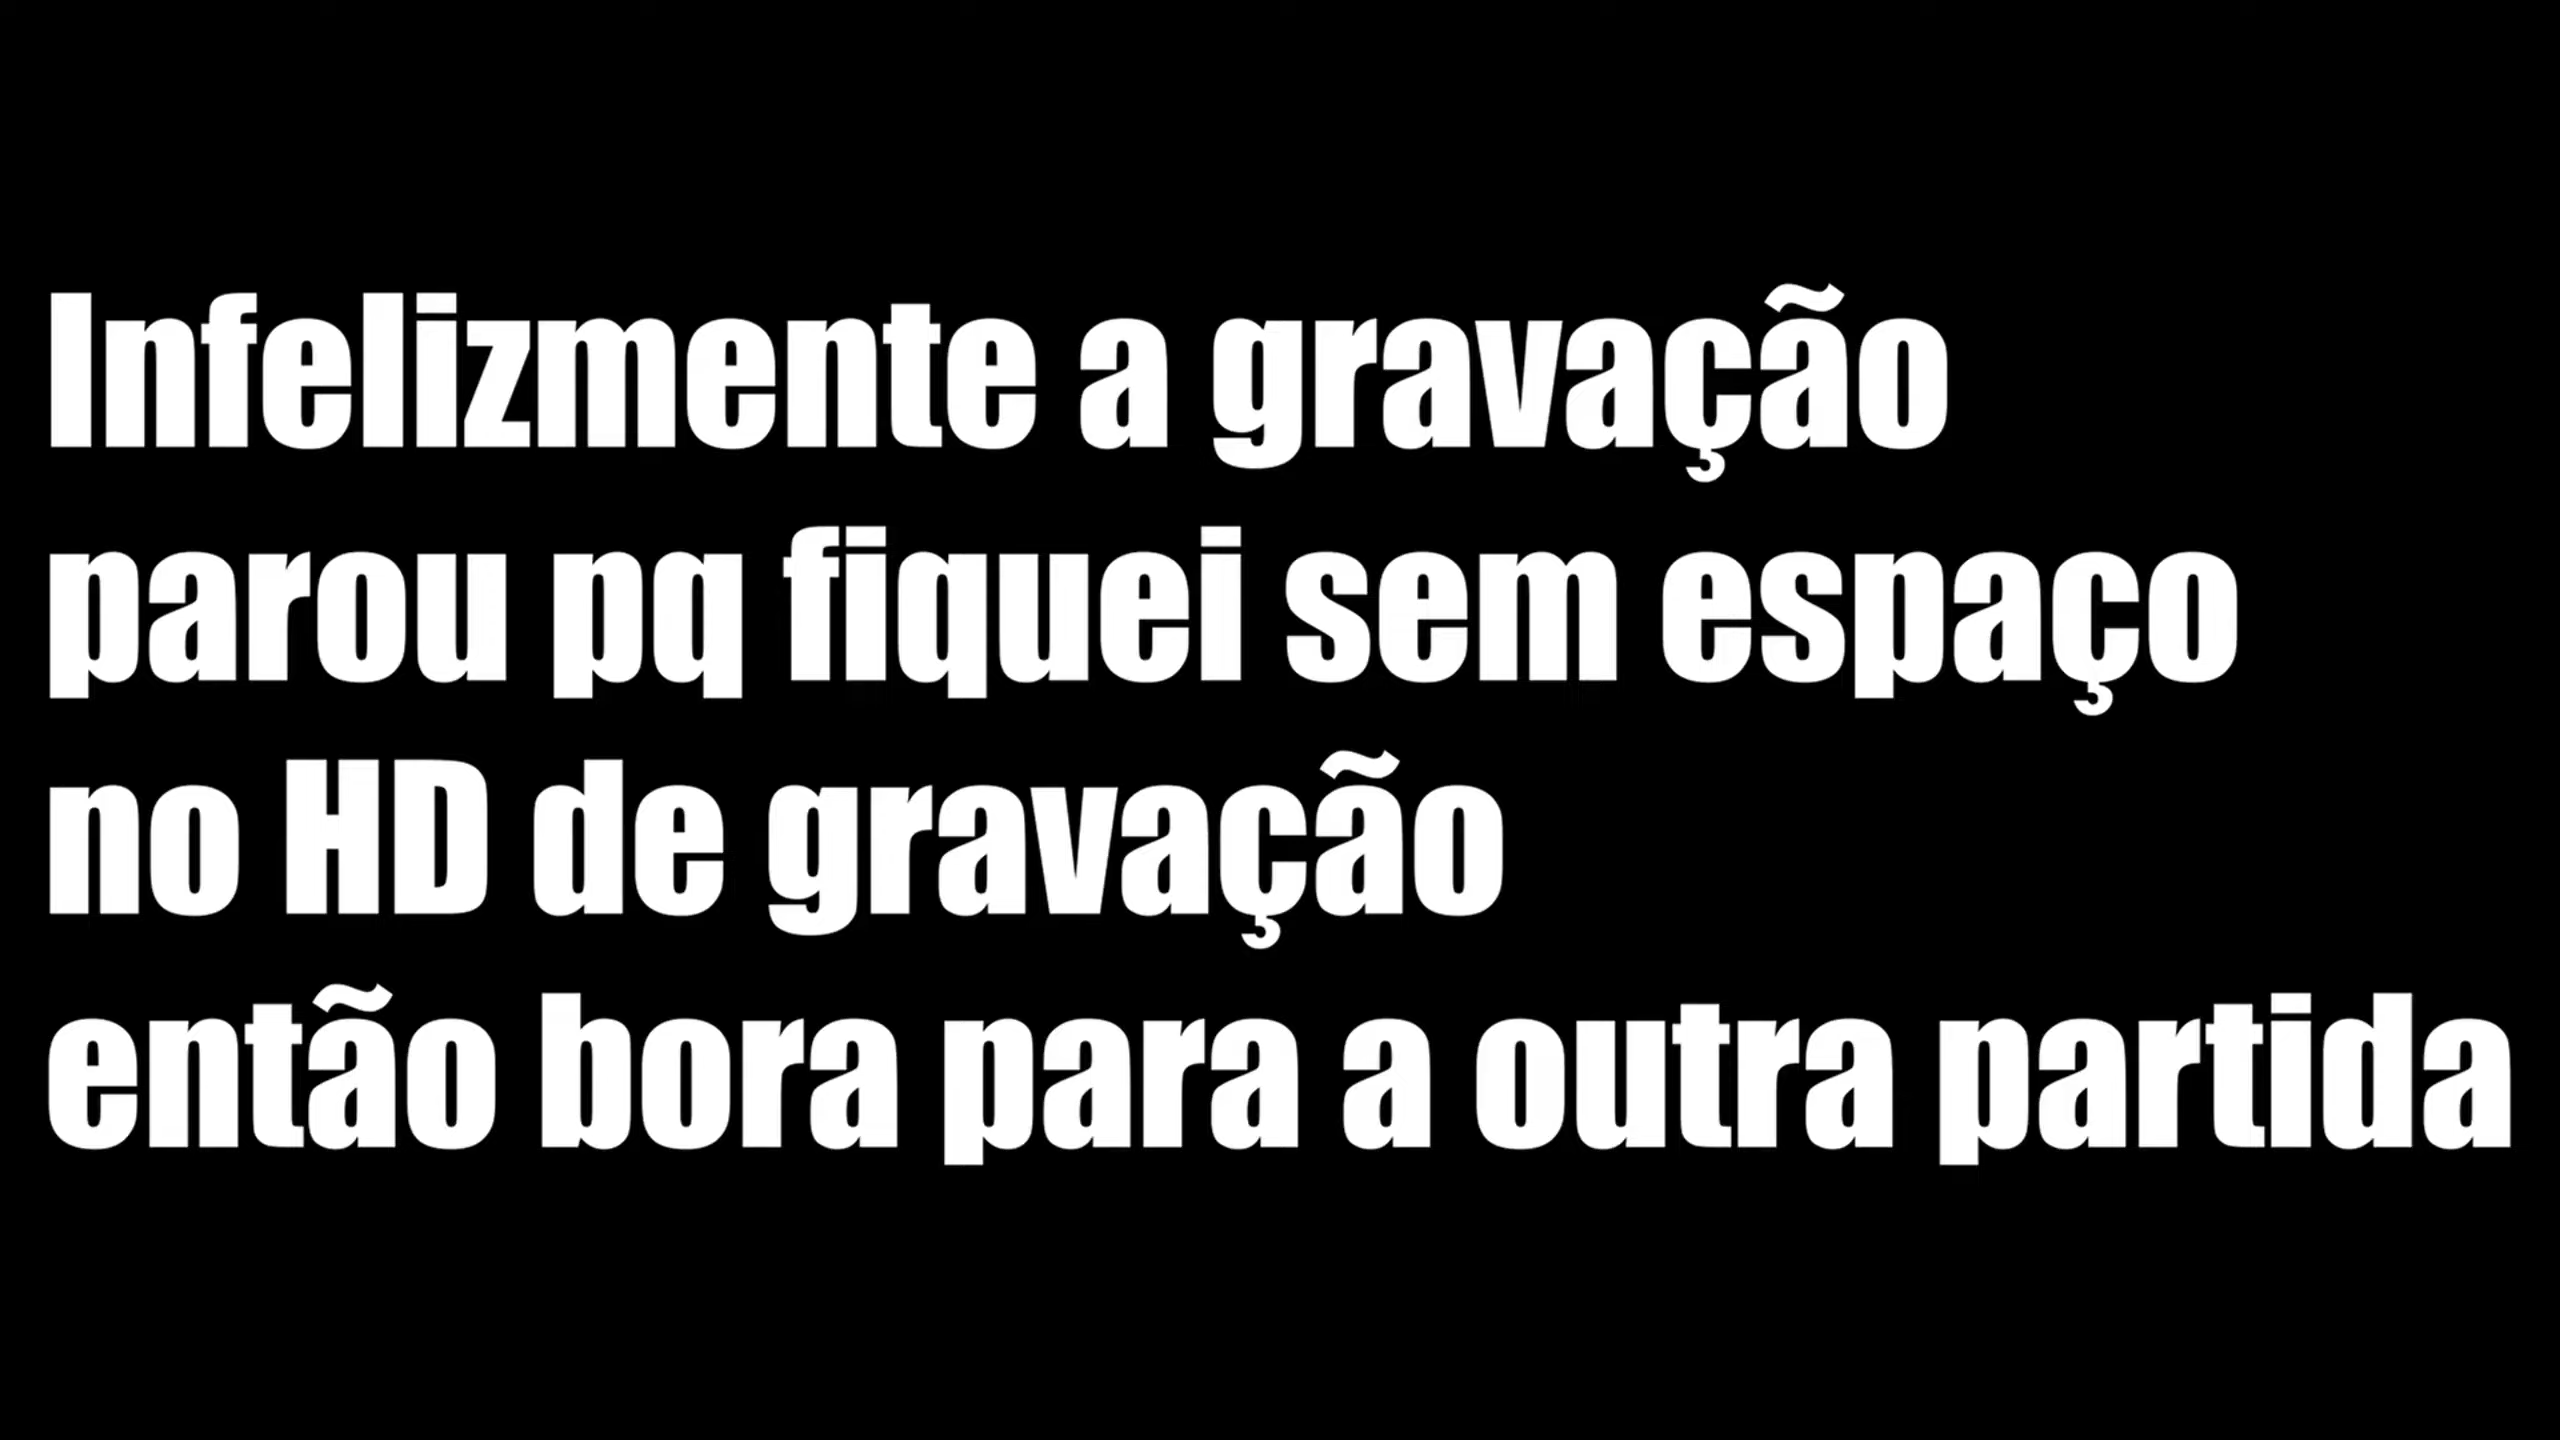 Infelizmente a gravação
parou pq fiquei sem espaço
no HD de gravação
então bora para a outra partida